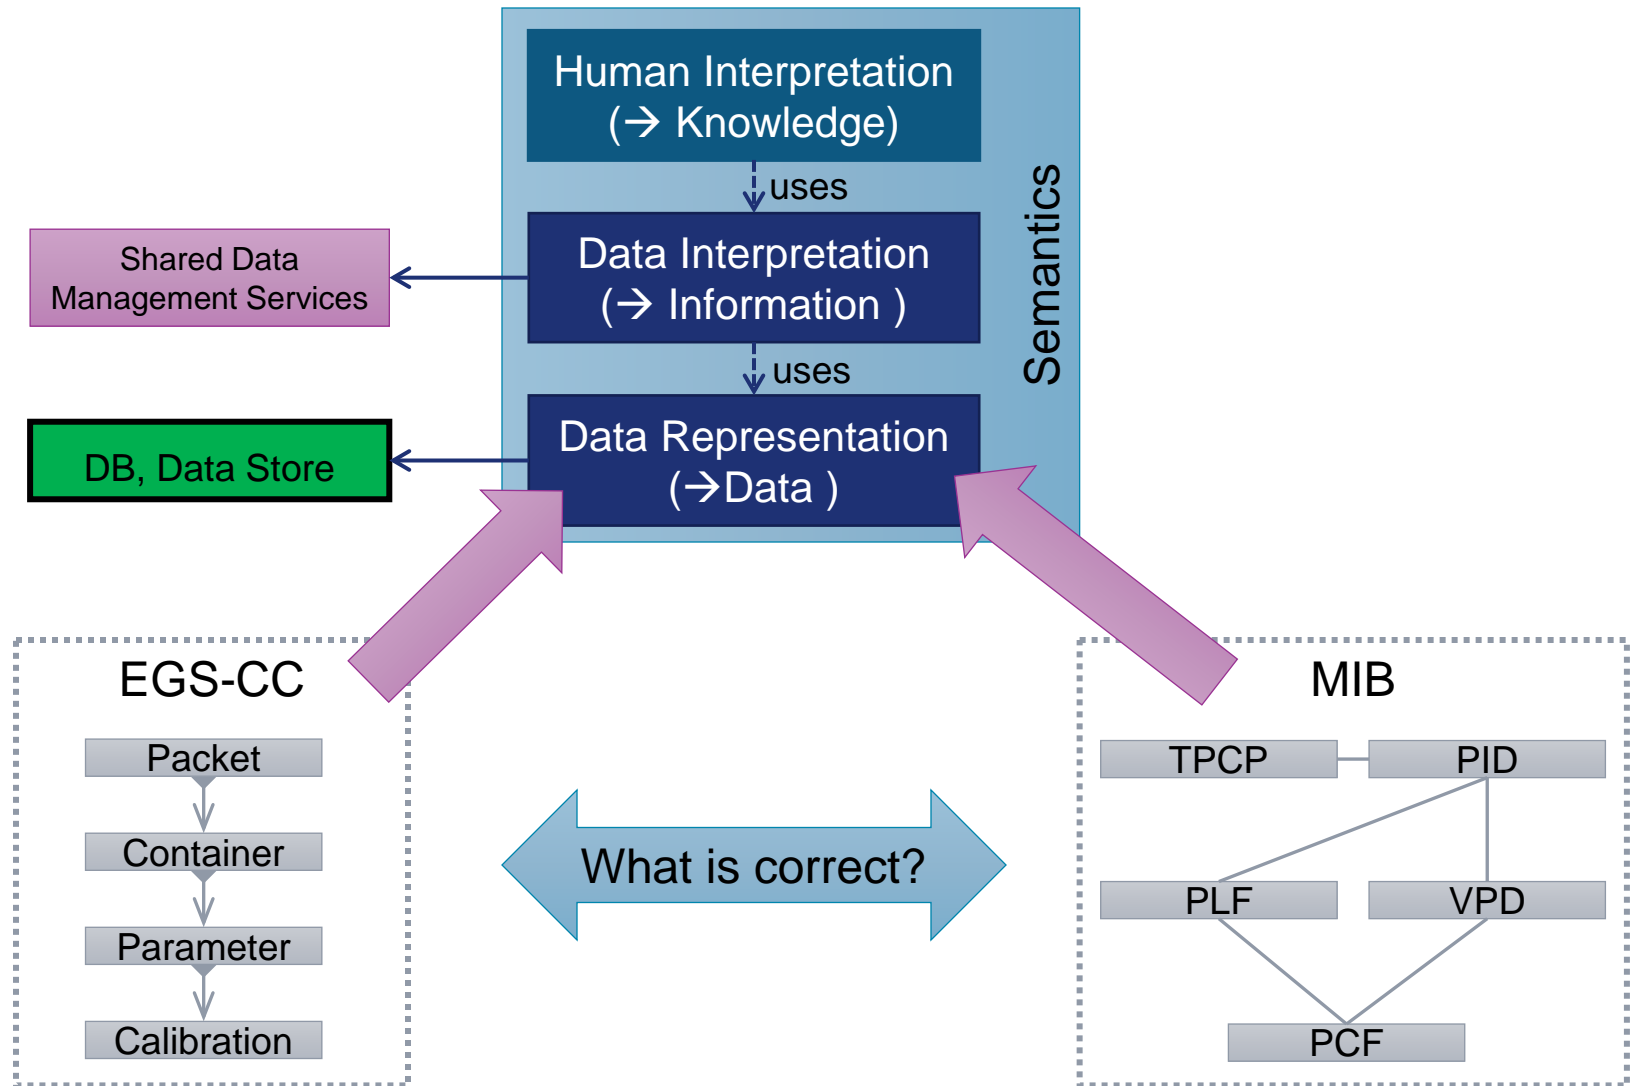 Human Interpretation
(→ Knowledge)
uses
Semantics
Shared Data
Management Services
Data Interpretation
(→ Information )
uses
DB, Data Store
Data Representation
(→Data )
EGS-CC
Packet
Container
Parameter
Calibration
What is correct?
MIB
TPCP
PID
PLF
VPD
PCF